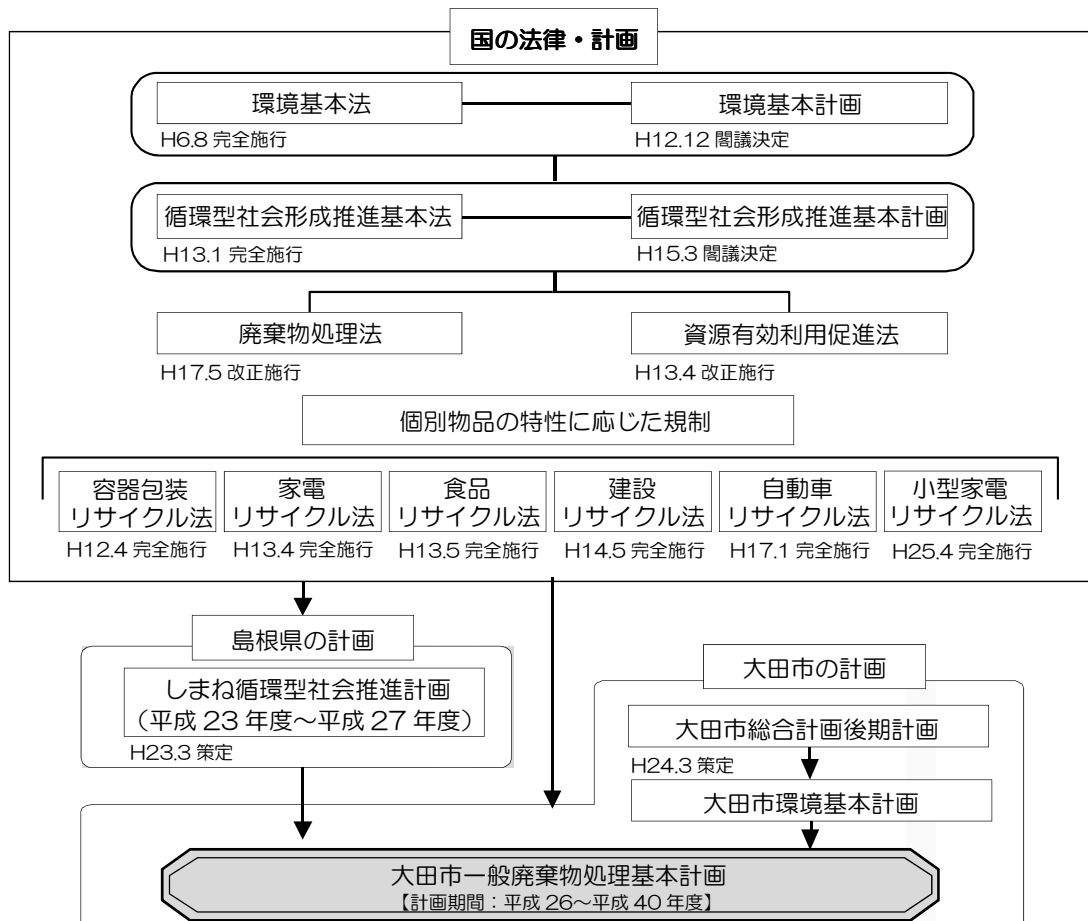 国の法律・計画
環境基本法
環境基本計画
H6.8 完全施行
H12.12 閣議決定
循環型社会形成推進基本法
循環型社会形成推進基本計画
H13.1 完全施行
H15.3 閣議決定
廃棄物処理法
資源有効利用促進法
H17.5 改正施行
H13.4 改正施行
個別物品の特性に応じた規制
容器包装
リサイクル法
家電
リサイクル法
食品
リサイクル法
建設
リサイクル法
自動車
リサイクル法
小型家電
リサイクル法
H12.4 完全施行
H13.4 完全施行
H13.5 完全施行
H14.5 完全施行
H17.1 完全施行
H25.4 完全施行
島根県の計画
しまね循環型社会推進計画
（平成 23 年度～平成 27 年度）
H23.3 策定
大田市の計画
大田市総合計画後期計画
H24.3 策定
大田市環境基本計画
大田市一般廃棄物処理基本計画
【計画期間：平成 26～平成 40 年度】